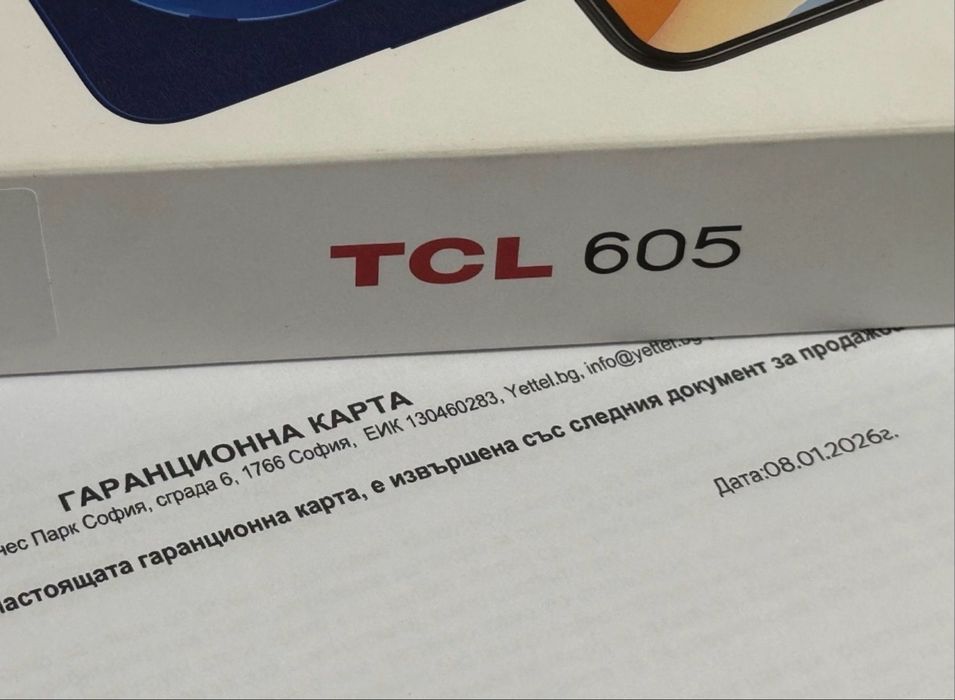 TCL 605
ГАРАНЦИОННА КАРТА
Парк София, сграда 6, 1766 София, ЕИК 130460283, Yettel.bg, info@yettel.bg
настоящата гаранционна карта, е извършена със следния документ за продажба
Дата:08.01.2026г.